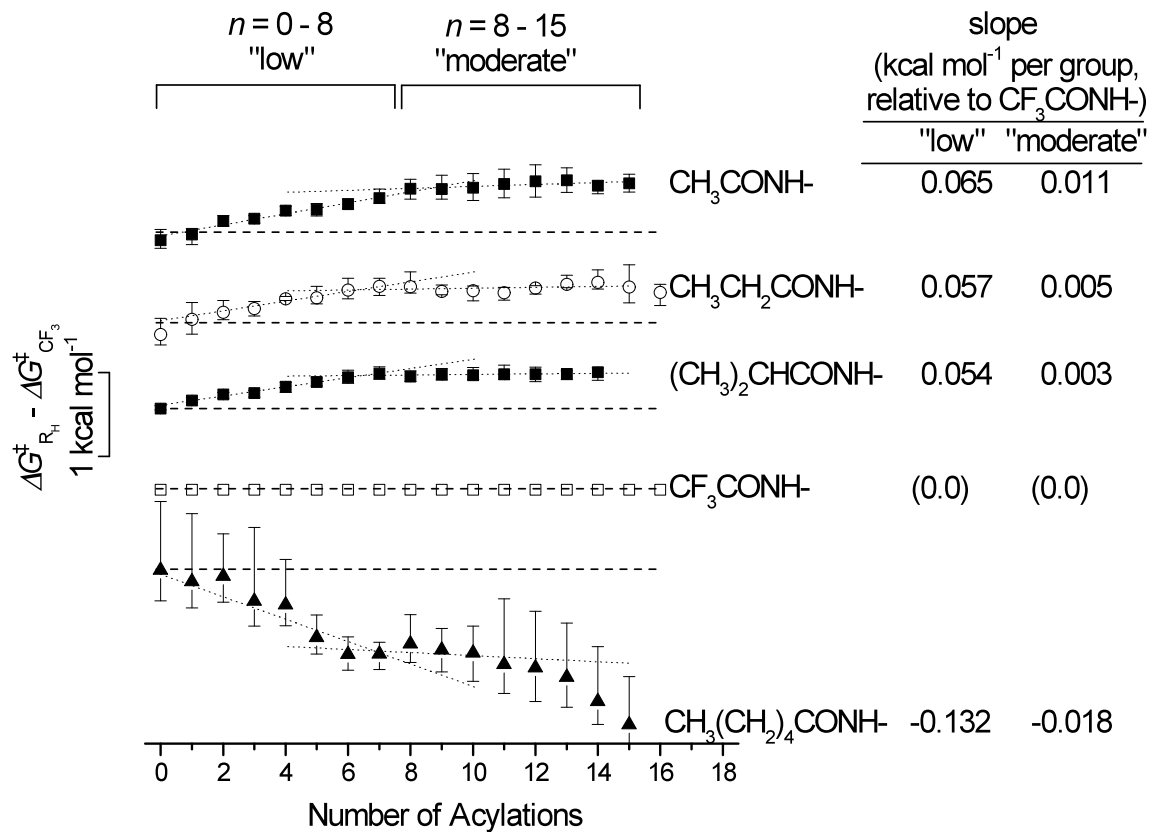 n = 0 - 8
"low"
n = 8 - 15
"moderate"
slope
(kcal mol⁻¹ per group,
relative to CF₃CONH-)
"low" "moderate"
CH₃CONH- 0.065 0.011
CH₃CH₂CONH- 0.057 0.005
(CH₃)₂CHCONH- 0.054 0.003
CF₃CONH- (0.0) (0.0)
CH₃(CH₂)₄CONH- -0.132 -0.018
ΔG‡R_H - ΔG‡CF₃
1 kcal mol⁻¹
0 2 4 6 8 10 12 14 16 18
Number of Acylations